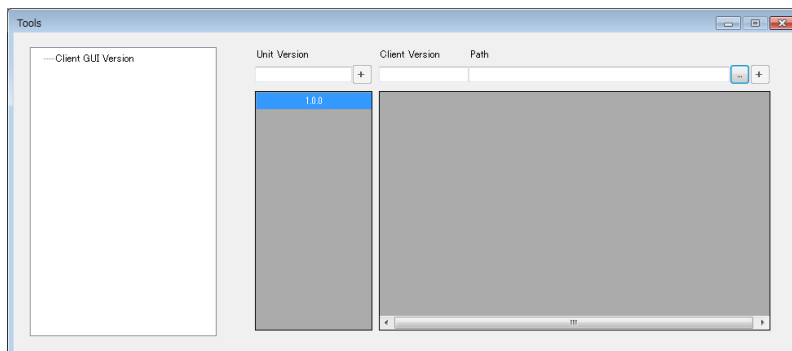 Tools
Client GUI Version
Unit Version
Client Version
Path
+
...
+
1.0.0